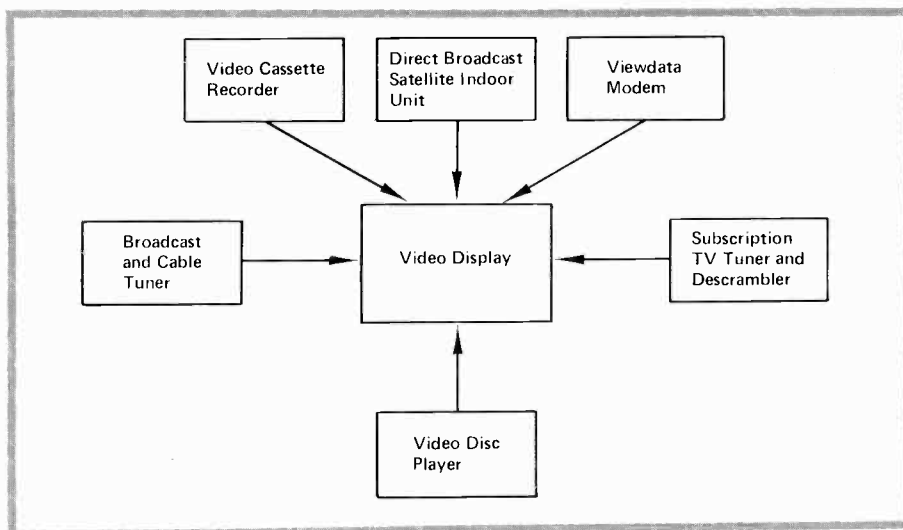 Video Cassette
Recorder
Direct Broadcast
Satellite Indoor
Unit
Viewdata
Modem
Broadcast
and Cable
Tuner
Video Display
Subscription
TV Tuner and
Descrambler
Video Disc
Player